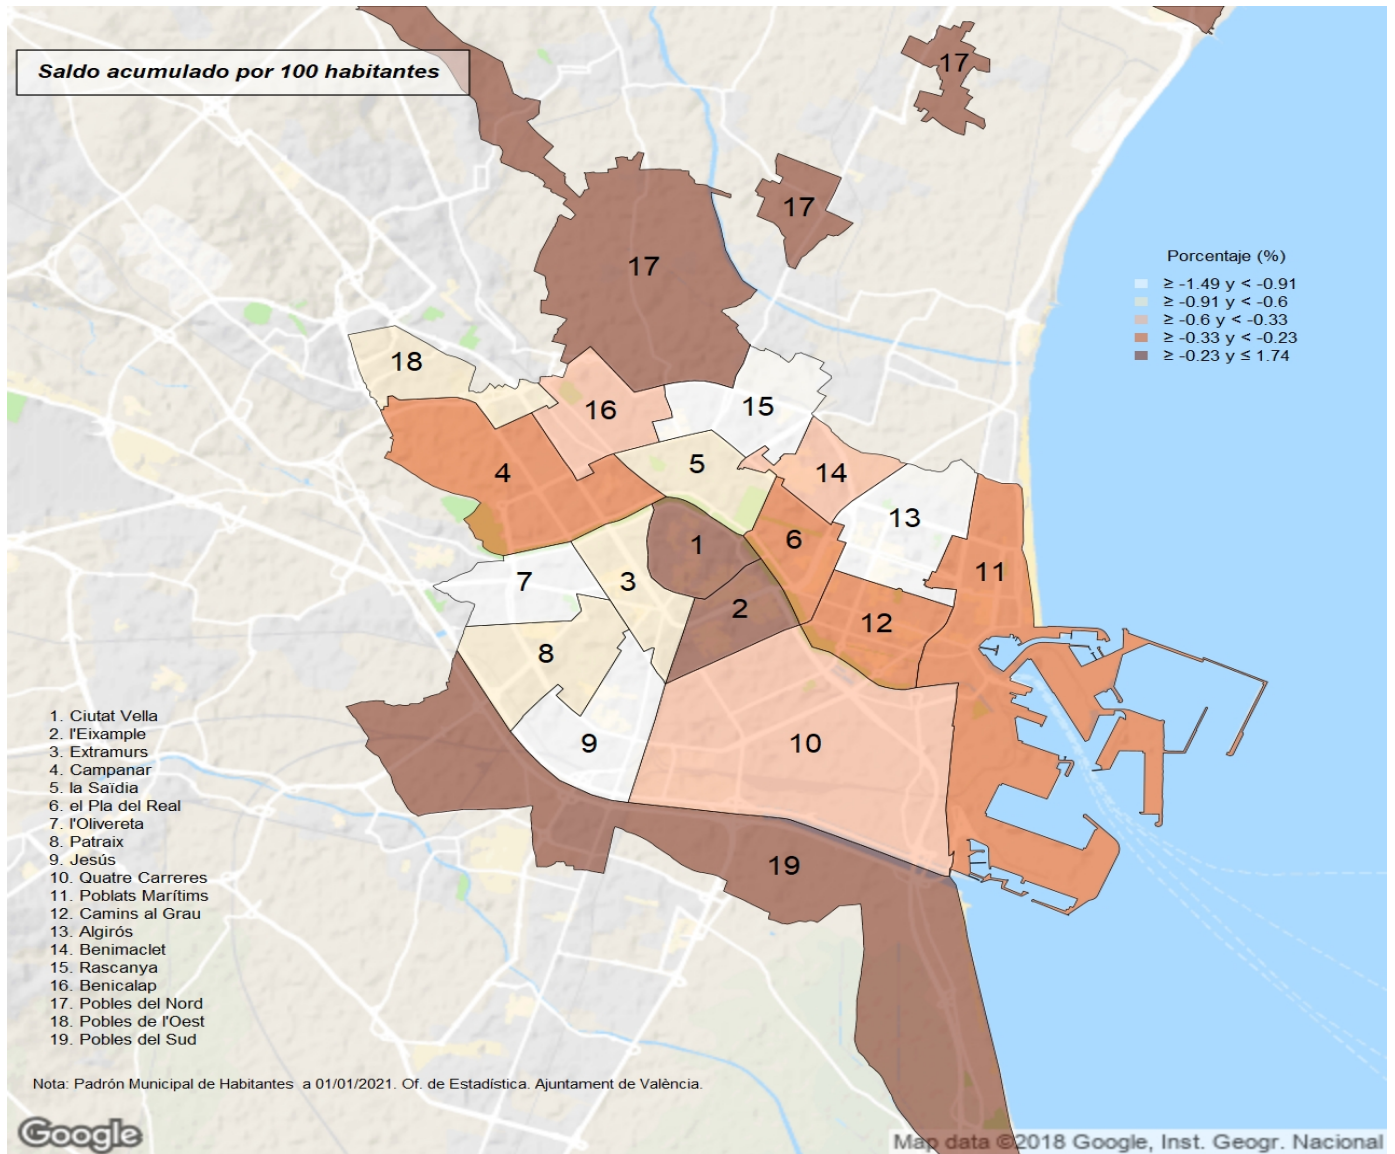 Saldo acumulado por 100 habitantes
17
17
17
Porcentaje (%)
≥ -1.49 y < -0.91
≥ -0.91 y < -0.6
≥ -0.6 y < -0.33
≥ -0.33 y < -0.23
≥ -0.23 y ≤ 1.74
18
16
15
4
5
14
13
1
6
11
7
3
2
12
8
9
10
19
1. Ciutat Vella
2. l'Eixample
3. Extramurs
4. Campanar
5. la Saïdia
6. el Pla del Real
7. l'Olivereta
8. Patraix
9. Jesús
10. Quatre Carreres
11. Poblats Marítims
12. Camins al Grau
13. Algirós
14. Benimaclet
15. Rascanya
16. Benicalap
17. Pobles del Nord
18. Pobles de l'Oest
19. Pobles del Sud
Nota: Padrón Municipal de Habitantes a 01/01/2021. Of. de Estadística. Ajuntament de València.
Google
Map data ©2018 Google, Inst. Geogr. Nacional